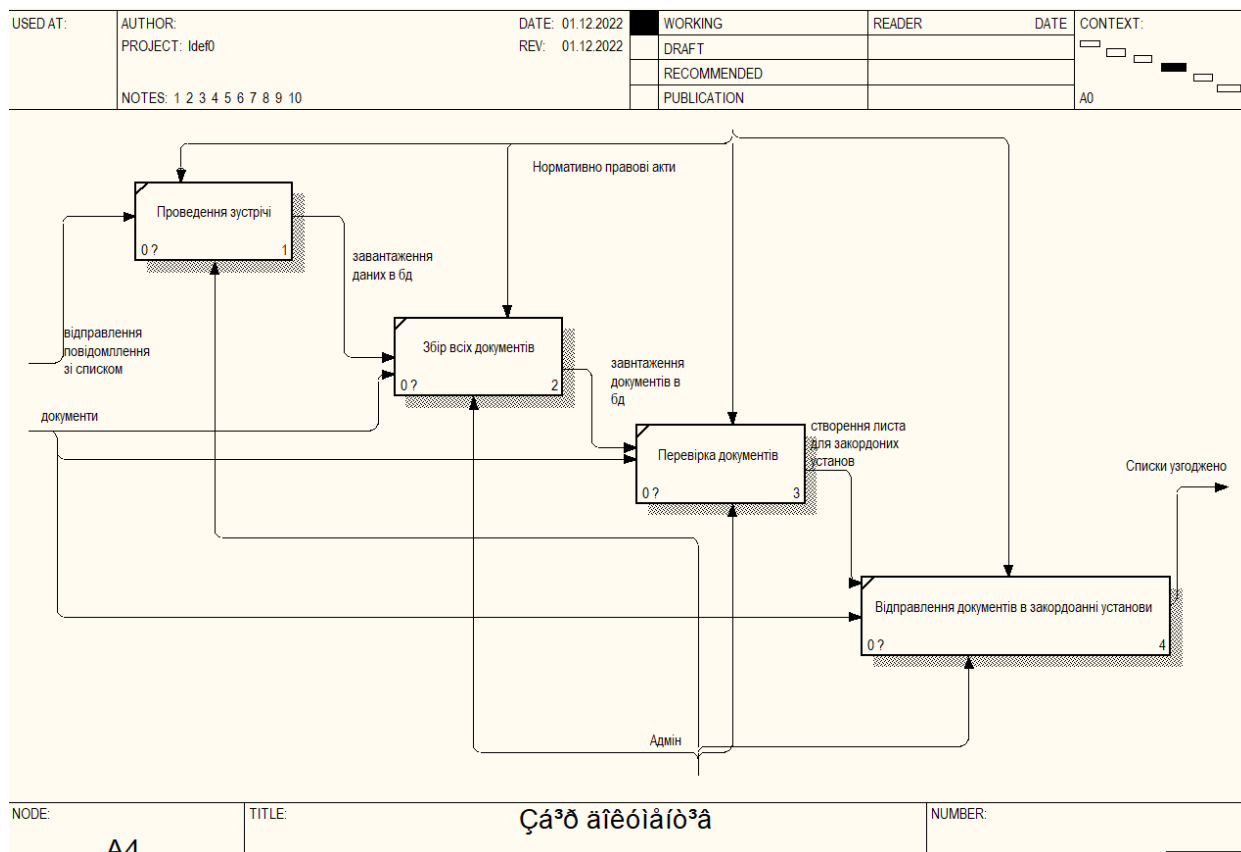 USED AT:
AUTHOR:
DATE: 01.12.2022
WORKING
READER
DATE
CONTEXT:
PROJECT: Idef0
REV: 01.12.2022
DRAFT
RECOMMENDED
NOTES: 1 2 3 4 5 6 7 8 9 10
PUBLICATION
A0
Нормативно правові акти
Проведення зустрічі
0 ? 1
завантаження
даних в бд
відправлення
повідомллення
зі списком
Збір всіх документів
0 ? 2
завнтаження
документів в
бд
документи
створення листа
для закордоних
установ
Перевірка документів
0 ? 3
Списки узгоджено
Відправлення документів в закордоанні установи
0 ? 4
Адмін
NODE:
TITLE:
Çá³ð äîêóìåíò³â
NUMBER:
A4